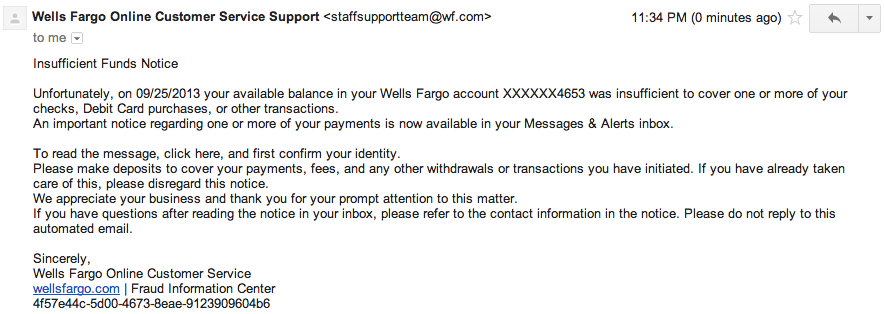 Wells Fargo Online Customer Service Support <staffsupportteam@wf.com> 11:34 PM (0 minutes ago)
to me
Insufficient Funds Notice
Unfortunately, on 09/25/2013 your available balance in your Wells Fargo account XXXXXX4653 was insufficient to cover one or more of your
checks, Debit Card purchases, or other transactions.
An important notice regarding one or more of your payments is now available in your Messages & Alerts inbox.
To read the message, click here, and first confirm your identity.
Please make deposits to cover your payments, fees, and any other withdrawals or transactions you have initiated. If you have already taken
care of this, please disregard this notice.
We appreciate your business and thank you for your prompt attention to this matter.
If you have questions after reading the notice in your inbox, please refer to the contact information in the notice. Please do not reply to this
automated email.
Sincerely,
Wells Fargo Online Customer Service
wellsfargo.com | Fraud Information Center
4f57e44c-5d00-4673-8eae-9123909604b6